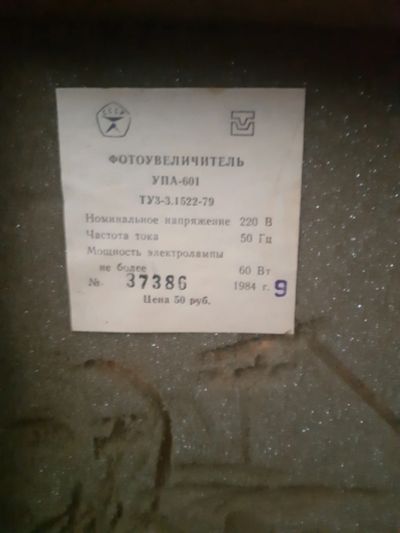 СССР
ФОТОУВЕЛИЧИТЕЛЬ
УПА-601
ТУ3-3.1522-79
Номинальное напряжение 220 В
Частота тока 50 Гц
Мощность электролампы
не более 60 Вт
№ 37386 1984 г. 9
Цена 50 руб.